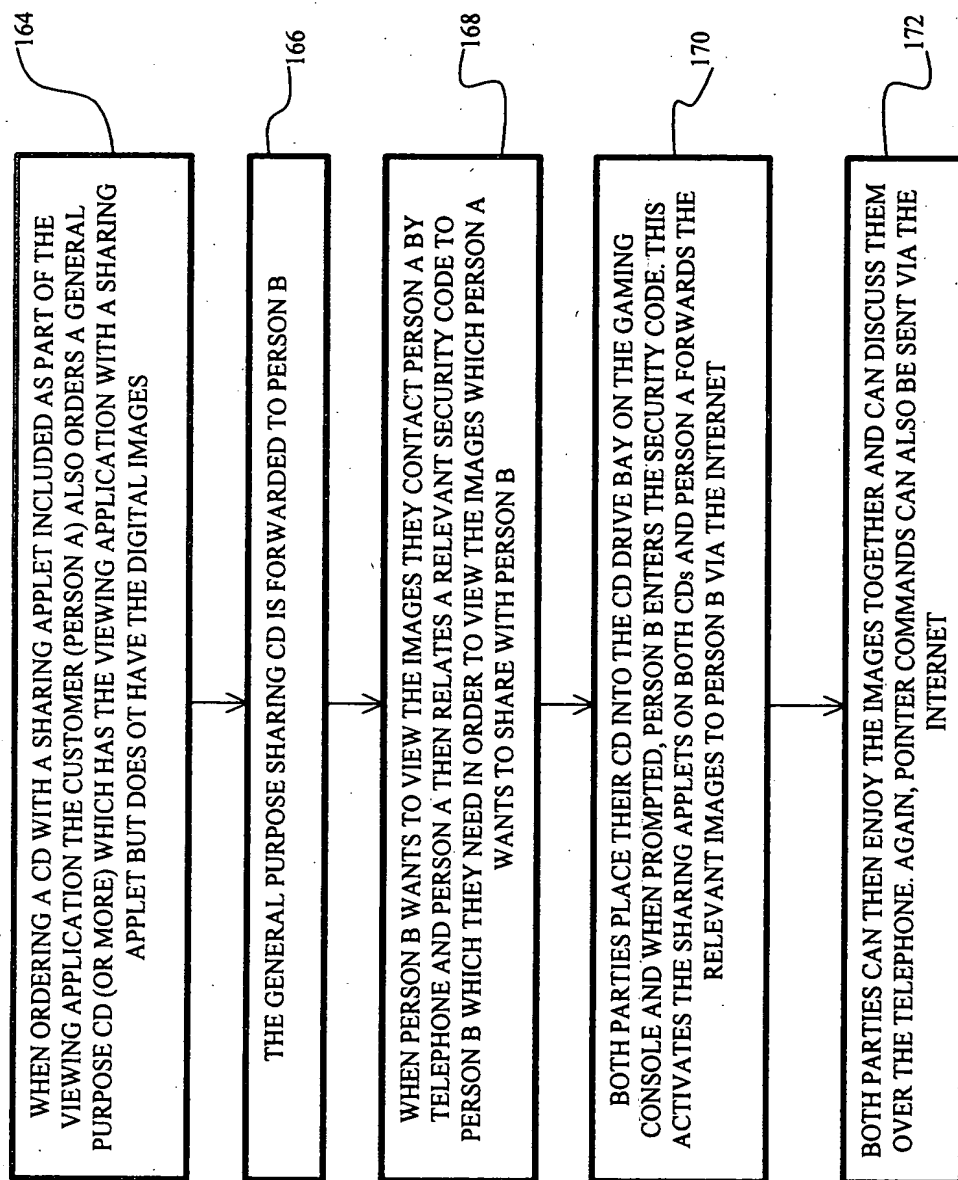 WHEN ORDERING A CD WITH A SHARING APPLET INCLUDED AS PART OF THE
VIEWING APPLICATION THE CUSTOMER (PERSON A) ALSO ORDERS A GENERAL
PURPOSE CD (OR MORE) WHICH HAS THE VIEWING APPLICATION WITH A SHARING
APPLET BUT DOES OT HAVE THE DIGITAL IMAGES
164
THE GENERAL PURPOSE SHARING CD IS FORWARDED TO PERSON B
166
WHEN PERSON B WANTS TO VIEW THE IMAGES THEY CONTACT PERSON A BY
TELEPHONE AND PERSON A THEN RELATES A RELEVANT SECURITY CODE TO
PERSON B WHICH THEY NEED IN ORDER TO VIEW THE IMAGES WHICH PERSON A
WANTS TO SHARE WITH PERSON B
168
BOTH PARTIES PLACE THEIR CD INTO THE CD DRIVE BAY ON THE GAMING
CONSOLE AND WHEN PROMPTED, PERSON B ENTERS THE SECURITY CODE. THIS
ACTIVATES THE SHARING APPLETS ON BOTH CDs AND PERSON A FORWARDS THE
RELEVANT IMAGES TO PERSON B VIA THE INTERNET
170
BOTH PARTIES CAN THEN ENJOY THE IMAGES TOGETHER AND CAN DISCUSS THEM
OVER THE TELEPHONE. AGAIN, POINTER COMMANDS CAN ALSO BE SENT VIA THE
INTERNET
172